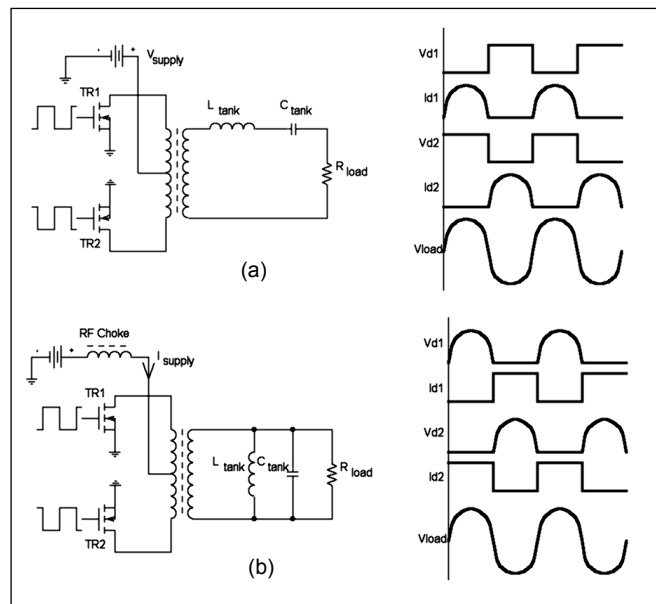 - +
V supply
TR1
L tank
C tank
R load
TR2
(a)
Vd1
Id1
Vd2
Id2
Vload
RF Choke
- +
I supply
TR1
L tank
C tank
R load
TR2
(b)
Vd1
Id1
Vd2
Id2
Vload